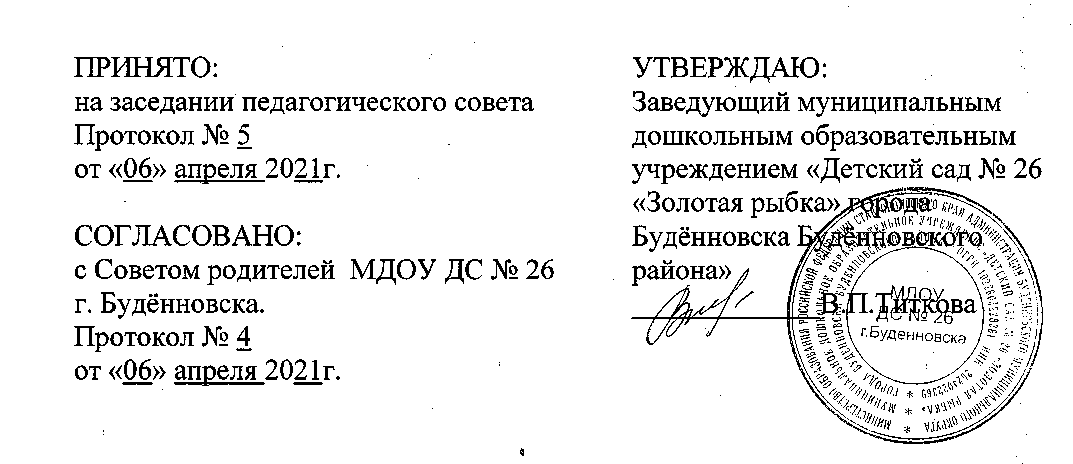 ПРИНЯТО:
на заседании педагогического совета
Протокол № 5
от «06» апреля 2021г.
СОГЛАСОВАНО:
с Советом родителей МДОУ ДС № 26
г. Будённовска.
Протокол № 4
от «06» апреля 2021г.
УТВЕРЖДАЮ:
Заведующий муниципальным
дошкольным образовательным
учреждением «Детский сад № 26
«Золотая рыбка» города
Будённовска Будённовского
района»
В.П.Титкова
МДОУ
ДС № 26
г.Буденновска